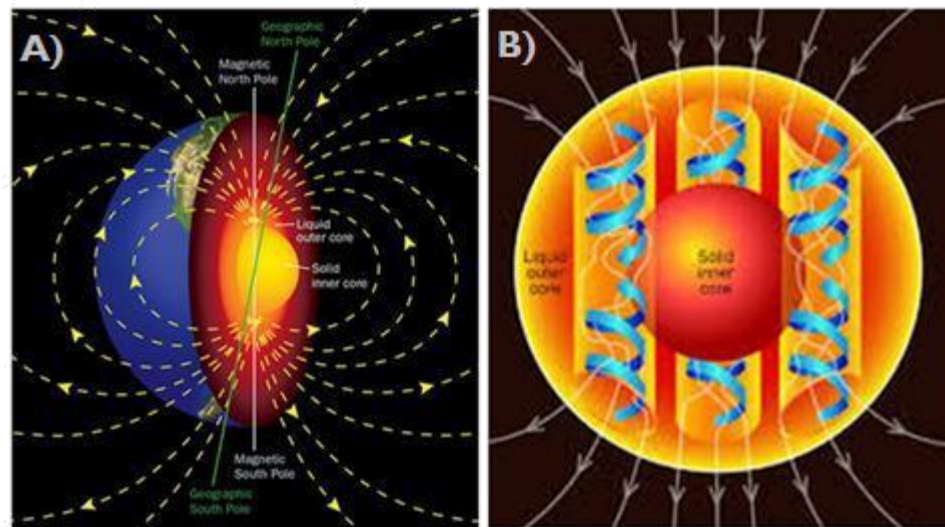 A)
Geographic
North Pole
Magnetic
North Pole
Liquid
outer core
Solid
inner core
Magnetic
South Pole
Geographic
South Pole
B)
Liquid
outer
core
Solid
inner
core